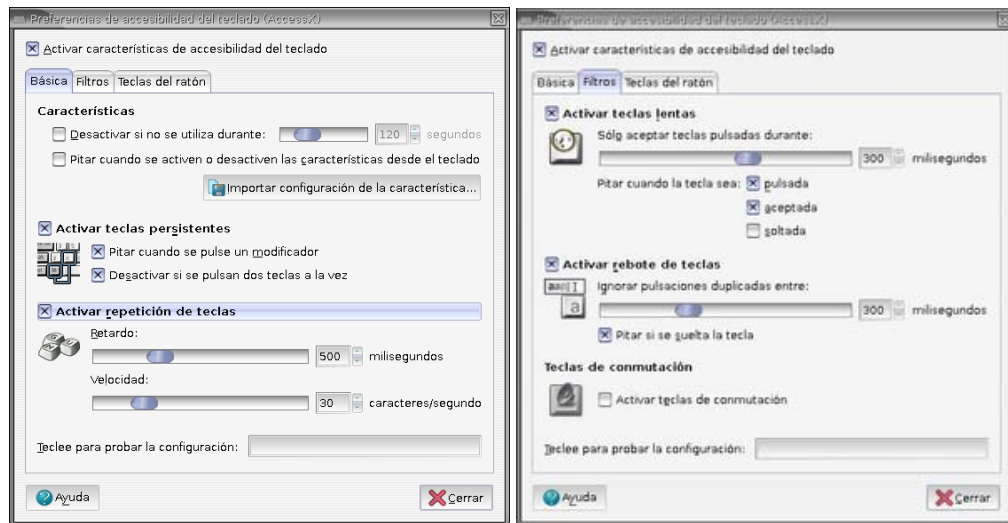 Preferencias de accesibilidad del teclado (AccessX)
Activar características de accesibilidad del teclado
Básica Filtros Teclas del ratón
Características
Desactivar si no se utiliza durante: 120 segundos
Pitar cuando se activen o desactiven las características desde el teclado
Importar configuración de la característica...
Activar teclas persistentes
Pitar cuando se pulse un modificador
Desactivar si se pulsan dos teclas a la vez
Activar repetición de teclas
Retardo:
500 milisegundos
Velocidad:
30 caracteres/segundo
Teclee para probar la configuración:
Ayuda Cerrar
Preferencias de accesibilidad del teclado (AccessX)
Activar características de accesibilidad del teclado
Básica Filtros Teclas del ratón
Activar teclas lentas
Sólo aceptar teclas pulsadas durante:
300 milisegundos
Pitar cuando la tecla sea: pulsada
aceptada
soltada
Activar rebote de teclas
Ignorar pulsaciones duplicadas entre:
300 milisegundos
Pitar si se suelta la tecla
Teclas de conmutación
Activar teclas de conmutación
Teclee para probar la configuración:
Ayuda Cerrar